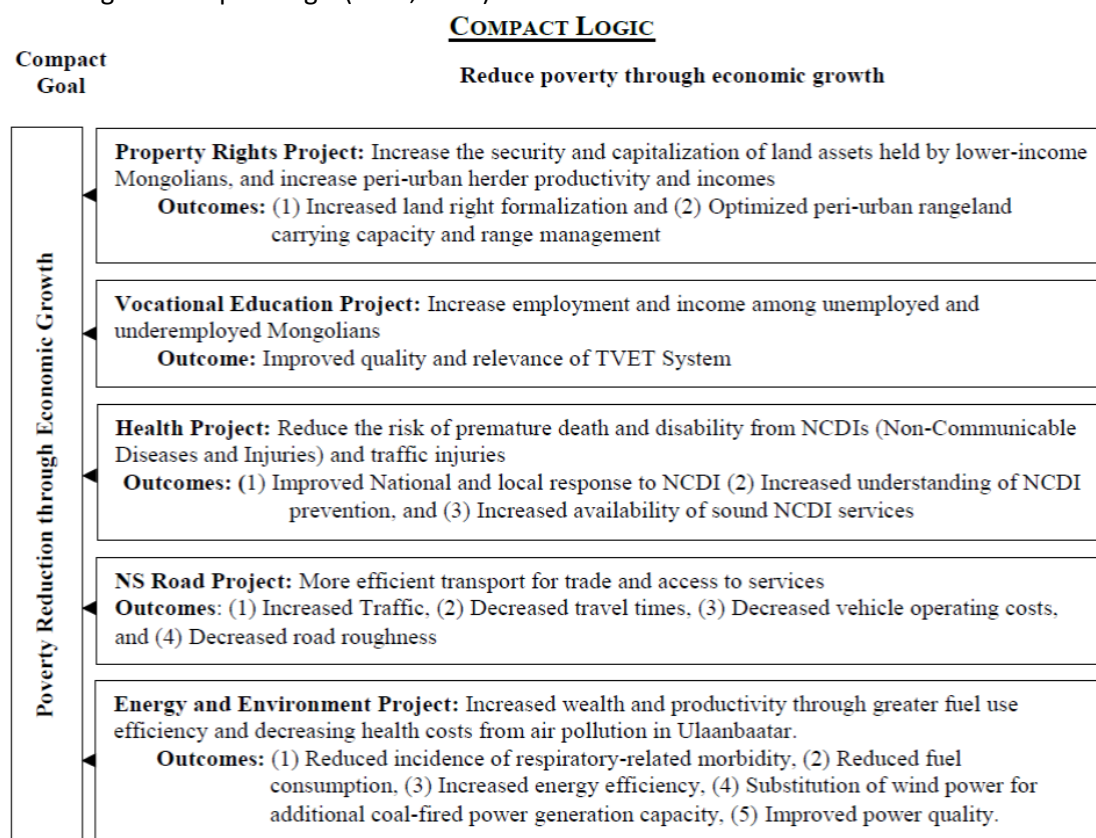 COMPACT LOGIC
Compact
Goal
Reduce poverty through economic growth
Poverty Reduction through Economic Growth
Property Rights Project: Increase the security and capitalization of land assets held by lower-income
Mongolians, and increase peri-urban herder productivity and incomes
Outcomes: (1) Increased land right formalization and (2) Optimized peri-urban rangeland
carrying capacity and range management
Vocational Education Project: Increase employment and income among unemployed and
underemployed Mongolians
Outcome: Improved quality and relevance of TVET System
Health Project: Reduce the risk of premature death and disability from NCDIs (Non-Communicable
Diseases and Injuries) and traffic injuries
Outcomes: (1) Improved National and local response to NCDI (2) Increased understanding of NCDI
prevention, and (3) Increased availability of sound NCDI services
NS Road Project: More efficient transport for trade and access to services
Outcomes: (1) Increased Traffic, (2) Decreased travel times, (3) Decreased vehicle operating costs,
and (4) Decreased road roughness
Energy and Environment Project: Increased wealth and productivity through greater fuel use
efficiency and decreasing health costs from air pollution in Ulaanbaatar.
Outcomes: (1) Reduced incidence of respiratory-related morbidity, (2) Reduced fuel
consumption, (3) Increased energy efficiency, (4) Substitution of wind power for
additional coal-fired power generation capacity, (5) Improved power quality.